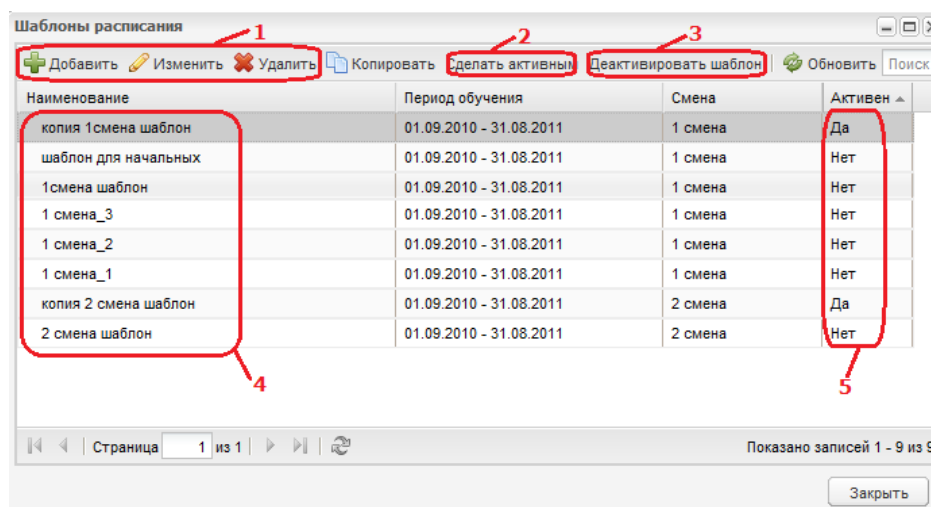 Шаблоны расписания 1 2 3
Добавить Изменить Удалить Копировать Сделать активным Деактивировать шаблон Обновить Поиск
Наименование Период обучения Смена Активен
копия 1смена шаблон 01.09.2010 - 31.08.2011 1 смена Да
шаблон для начальных 01.09.2010 - 31.08.2011 1 смена Нет
1смена шаблон 01.09.2010 - 31.08.2011 1 смена Нет
1 смена_3 01.09.2010 - 31.08.2011 1 смена Нет
1 смена_2 01.09.2010 - 31.08.2011 1 смена Нет
1 смена_1 01.09.2010 - 31.08.2011 1 смена Нет
копия 2 смена шаблон 01.09.2010 - 31.08.2011 2 смена Да
2 смена шаблон 01.09.2010 - 31.08.2011 2 смена Нет
4 5
Страница 1 из 1 Показано записей 1 - 9 из 9
Закрыть